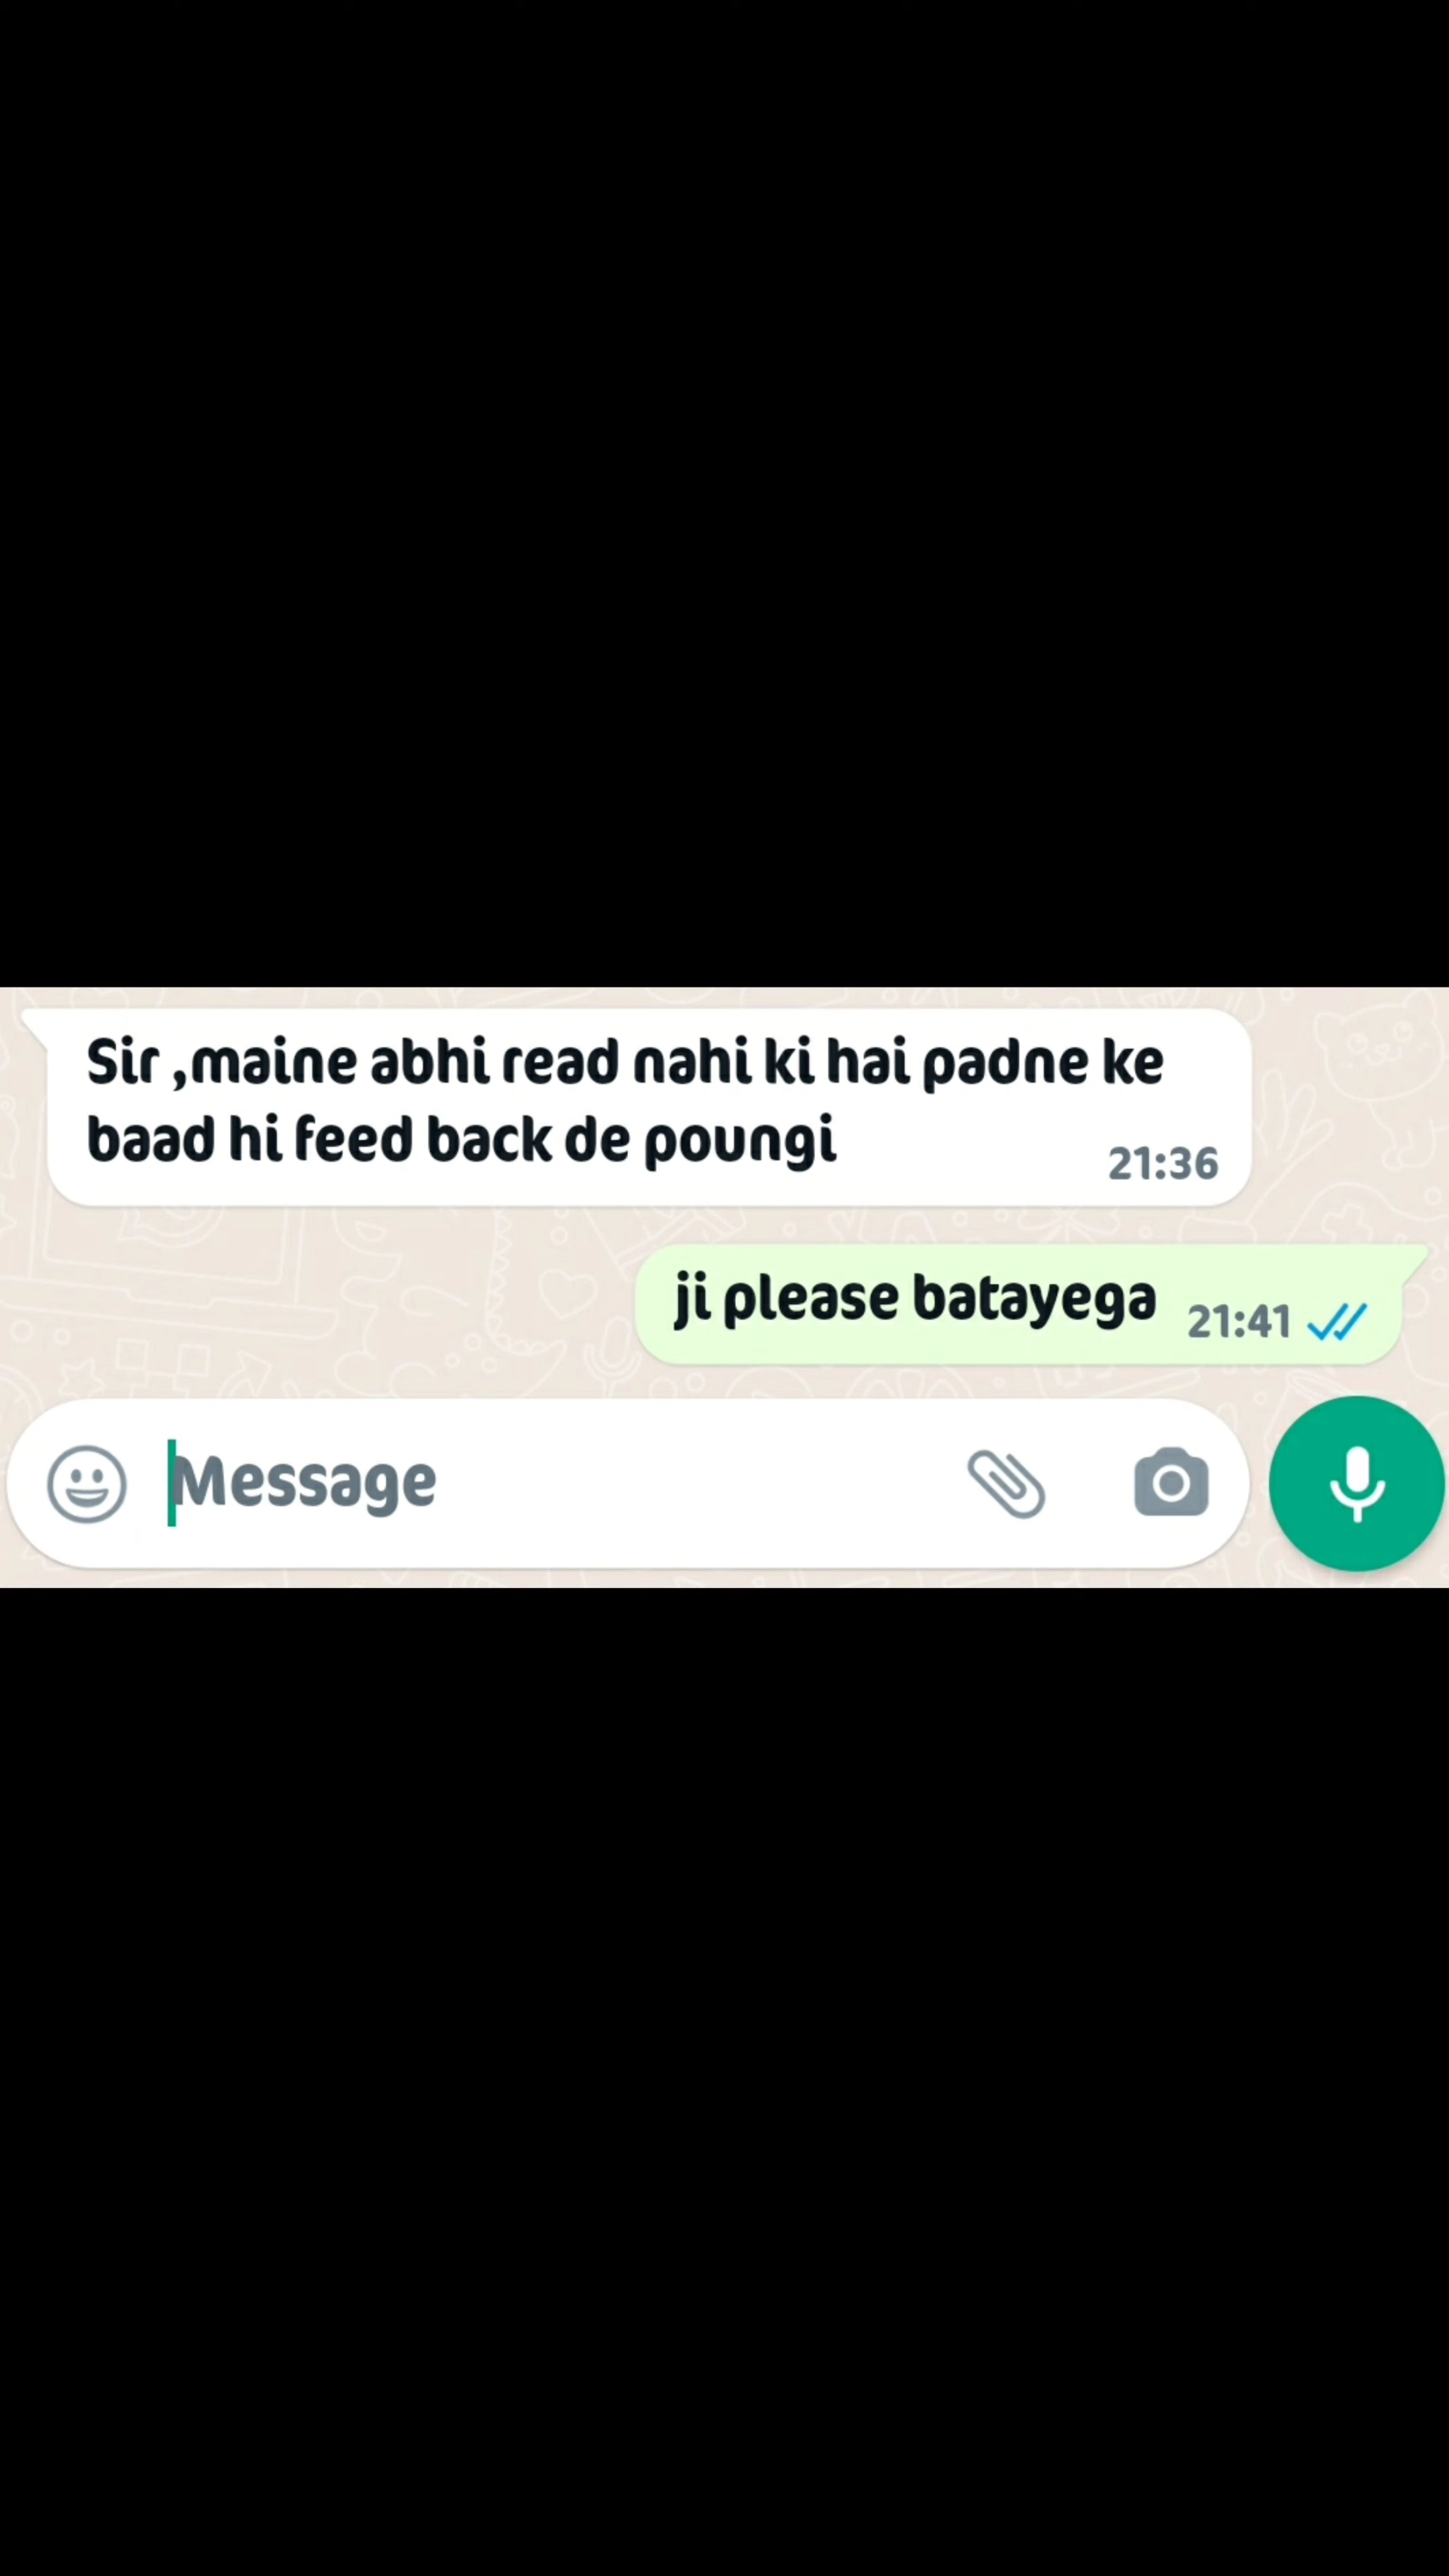 Sir ,maine abhi read nahi ki hai padne ke
baad hi feed back de poungi
21:36
ji please batayega
21:41
Message